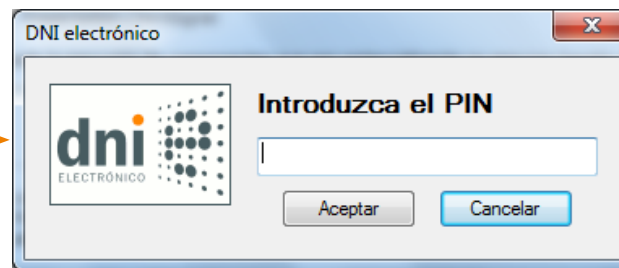 DNI electrónico
Introduzca el PIN
dni
ELECTRÓNICO
Aceptar
Cancelar